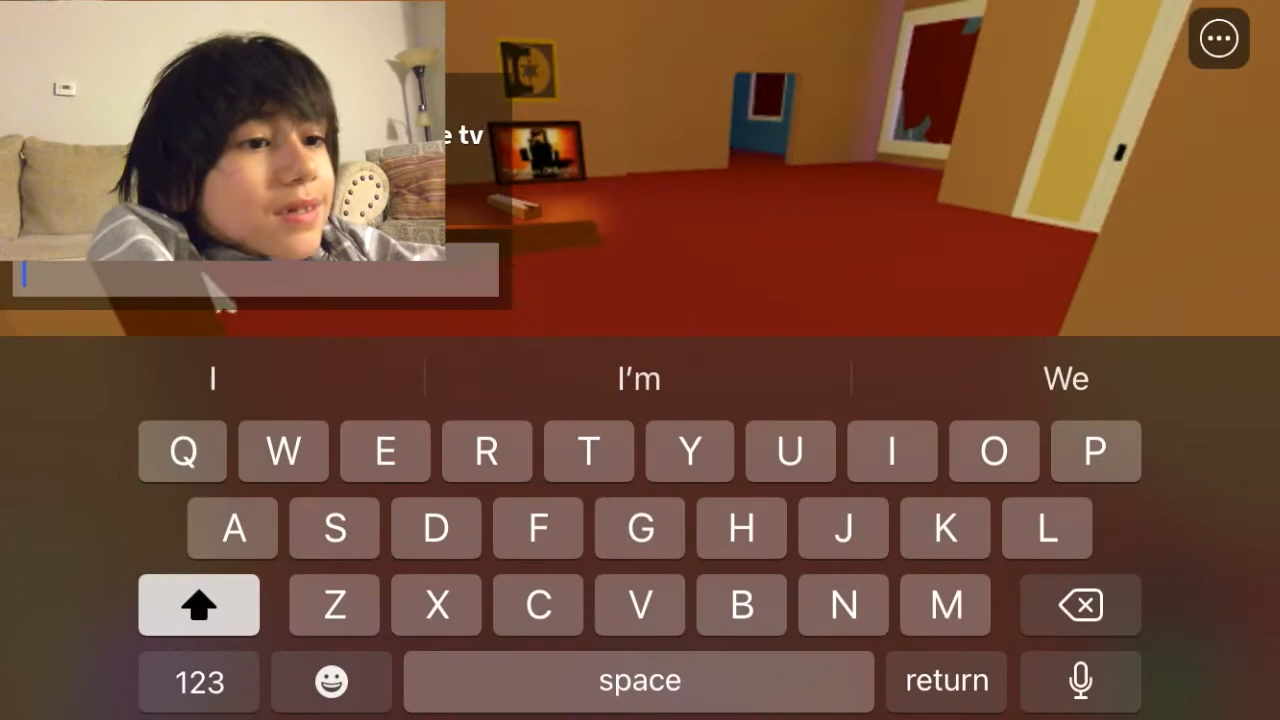 e tv
I I’m We
Q W E R T Y U I O P
A S D F G H J K L
Z X C V B N M
123 space return